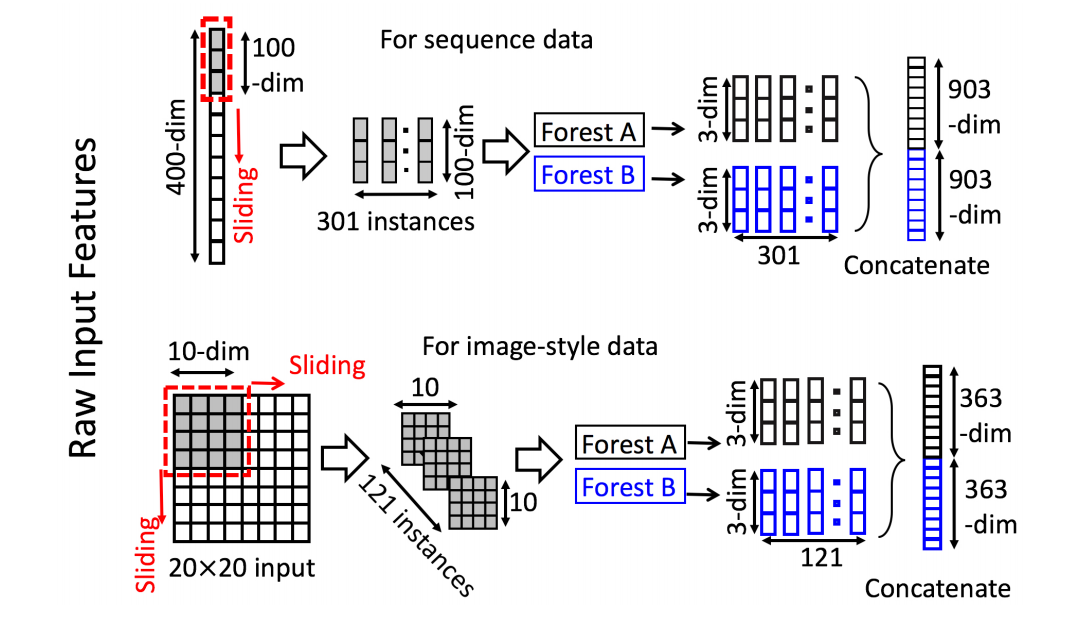 Raw Input Features
For sequence data
100
-dim
400-dim
Sliding
301 instances
100-dim
Forest A
Forest B
3-dim
3-dim
301
903
-dim
903
-dim
Concatenate
For image-style data
10-dim
Sliding
Sliding
20×20 input
10
10
121 instances
Forest A
Forest B
3-dim
3-dim
121
363
-dim
363
-dim
Concatenate